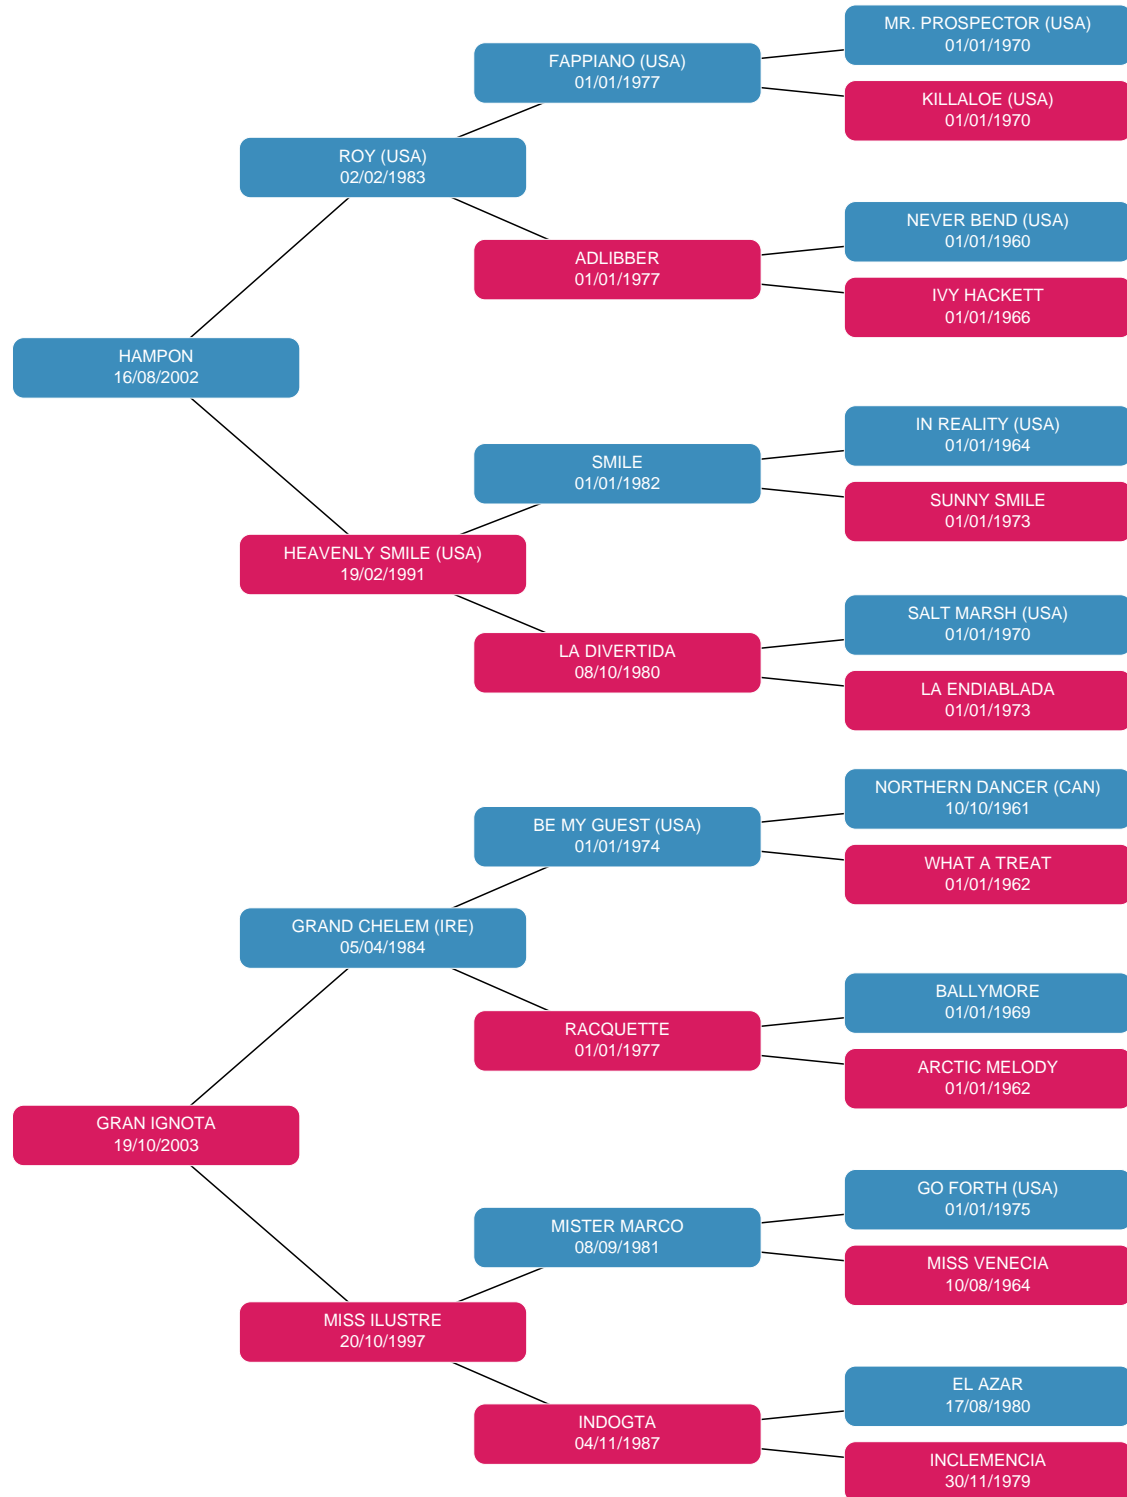 MR. PROSPECTOR (USA)
01/01/1970
FAPPIANO (USA)
01/01/1977
KILLALOE (USA)
01/01/1970
ROY (USA)
02/02/1983
NEVER BEND (USA)
01/01/1960
ADLIBBER
01/01/1977
IVY HACKETT
01/01/1966
HAMPON
16/08/2002
IN REALITY (USA)
01/01/1964
SMILE
01/01/1982
SUNNY SMILE
01/01/1973
HEAVENLY SMILE (USA)
19/02/1991
SALT MARSH (USA)
01/01/1970
LA DIVERTIDA
08/10/1980
LA ENDIABLADA
01/01/1973
NORTHERN DANCER (CAN)
10/10/1961
BE MY GUEST (USA)
01/01/1974
WHAT A TREAT
01/01/1962
GRAND CHELEM (IRE)
05/04/1984
BALLYMORE
01/01/1969
RACQUETTE
01/01/1977
ARCTIC MELODY
01/01/1962
GRAN IGNOTA
19/10/2003
GO FORTH (USA)
01/01/1975
MISTER MARCO
08/09/1981
MISS VENECIA
10/08/1964
MISS ILUSTRE
20/10/1997
EL AZAR
17/08/1980
INDOGTA
04/11/1987
INCLEMENCIA
30/11/1979